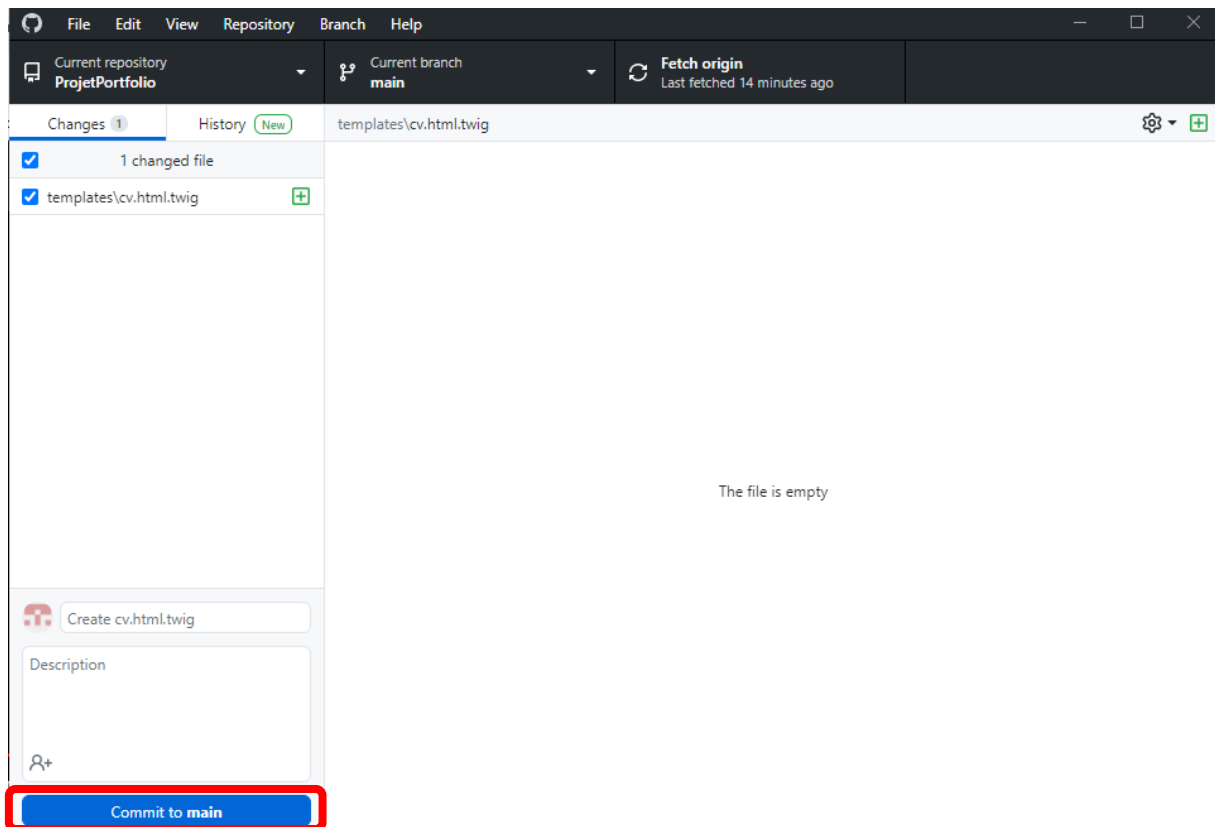 File Edit View Repository Branch Help
Current repository
ProjetPortfolio
Current branch
main
Fetch origin
Last fetched 14 minutes ago
Changes 1
History New
templates\cv.html.twig
1 changed file
templates\cv.html.twig
The file is empty
Create cv.html.twig
Description
Commit to main